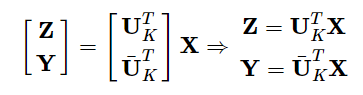 [Z; Y] = [U_K^T; Ū_K^T] X ⇒ Z = U_K^T X
Y = Ū_K^T X